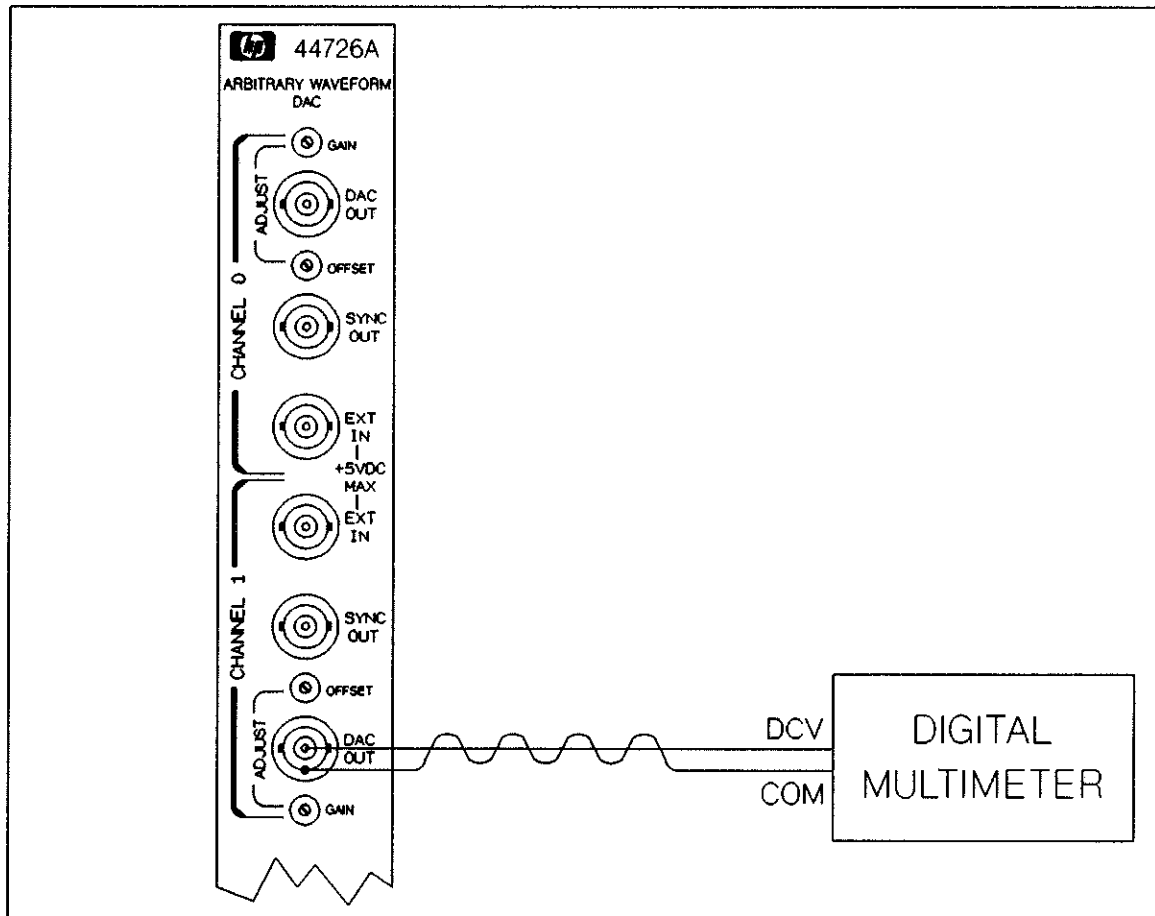 hp 44726A
ARBITRARY WAVEFORM
DAC
GAIN
ADJUST
DAC
OUT
OFFSET
CHANNEL 0
SYNC
OUT
EXT
IN
+5VDC
MAX
EXT
IN
CHANNEL 1
SYNC
OUT
OFFSET
ADJUST
DAC
OUT
GAIN
DCV
COM
DIGITAL
MULTIMETER